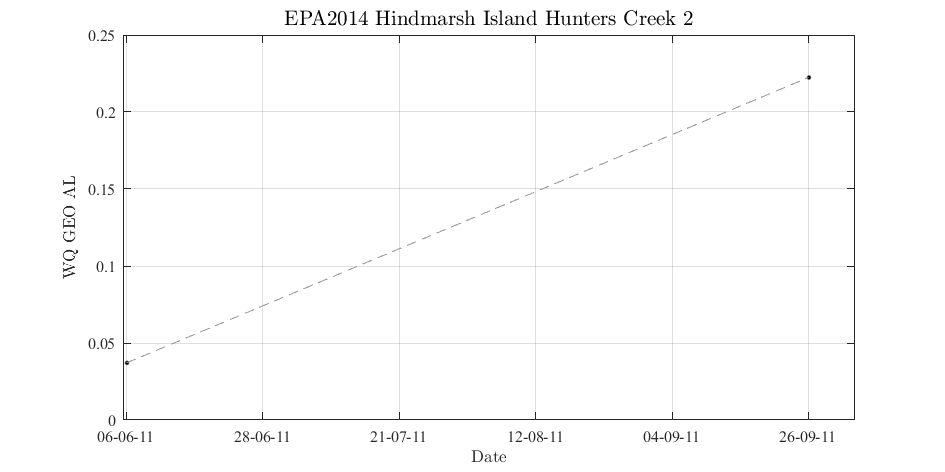 EPA2014 Hindmarsh Island Hunters Creek 2
0.25
0.2
0.15
0.1
0.05
0
WQ GEO AL
06-06-11 28-06-11 21-07-11 12-08-11 04-09-11 26-09-11
Date